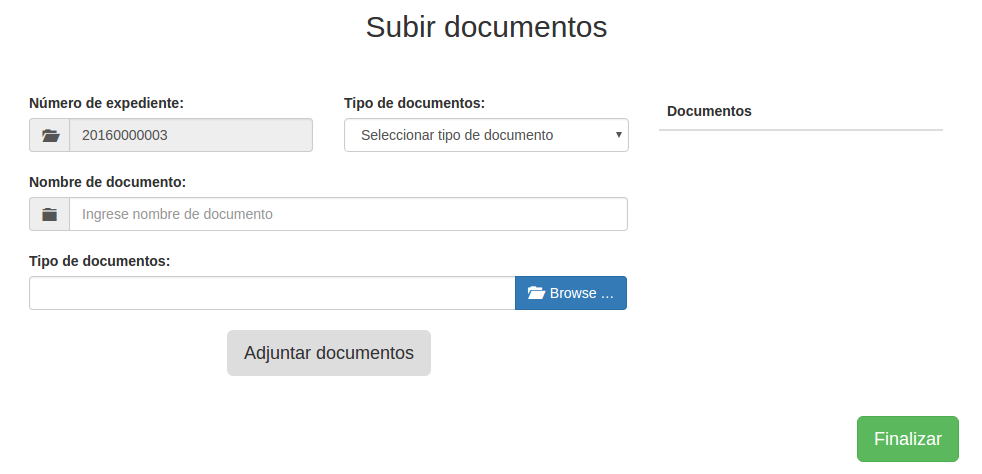 Subir documentos
Número de expediente:
20160000003
Tipo de documentos:
Seleccionar tipo de documento
Documentos
Nombre de documento:
Ingrese nombre de documento
Tipo de documentos:
Browse …
Adjuntar documentos
Finalizar